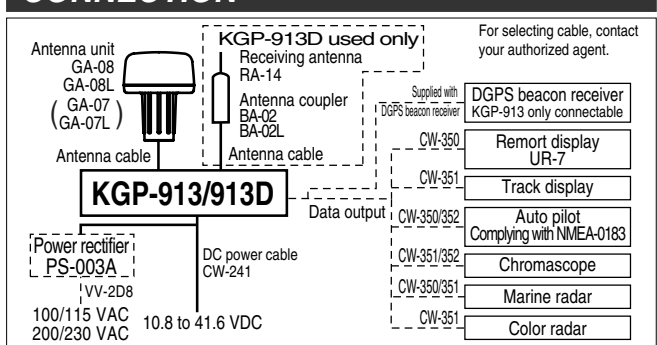 CONNECTION
For selecting cable, contact
your authorized agent.
Antenna unit
GA-08
GA-08L
( GA-07
GA-07L )
KGP-913D used only
Receiving antenna
RA-14
Antenna coupler
BA-02
BA-02L
Antenna cable
Antenna cable
Supplied with
DGPS beacon receiver
DGPS beacon receiver
KGP-913 only connectable
CW-350
Remort display
UR-7
CW-351
Track display
KGP-913/913D
Data output
CW-350/352
Auto pilot
Complying with NMEA-0183
CW-351/352
Chromascope
CW-350/351
Marine radar
CW-351
Color radar
Power rectifier
PS-003A
DC power cable
CW-241
VV-2D8
100/115 VAC
200/230 VAC
10.8 to 41.6 VDC